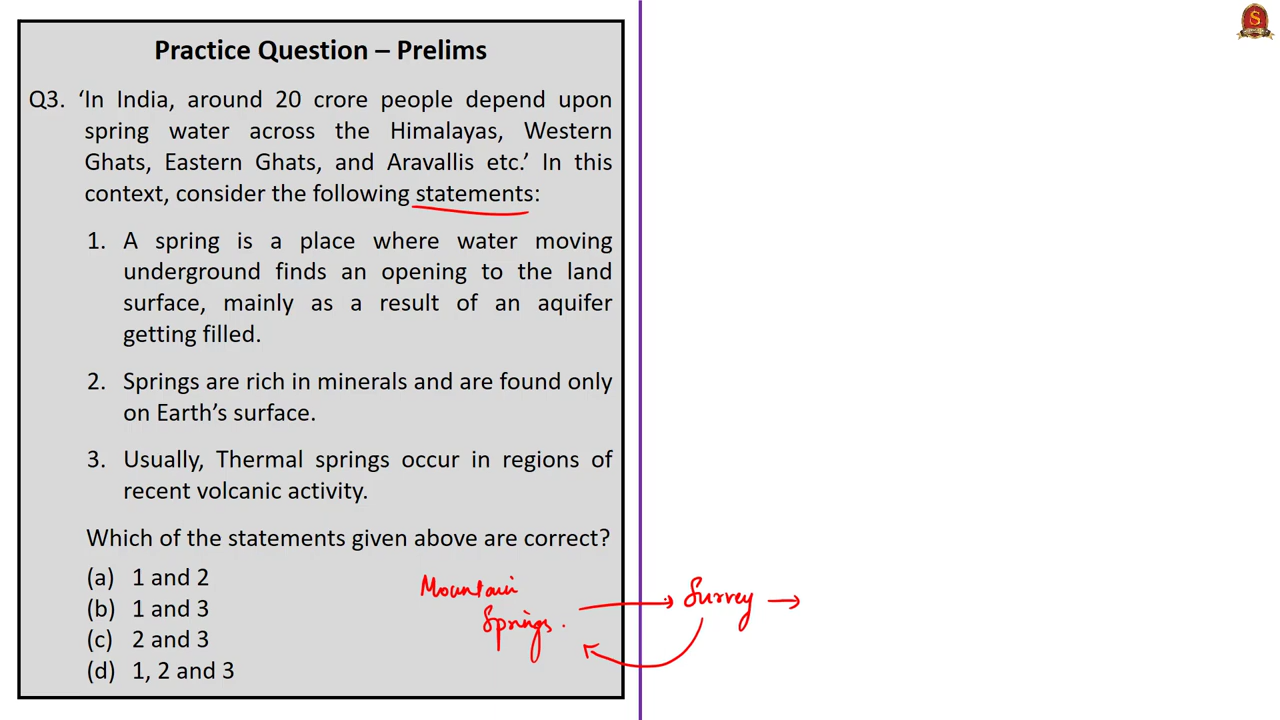 Practice Question – Prelims
Q3. ‘In India, around 20 crore people depend upon
spring water across the Himalayas, Western
Ghats, Eastern Ghats, and Aravallis etc.’ In this
context, consider the following statements:
1. A spring is a place where water moving
underground finds an opening to the land
surface, mainly as a result of an aquifer
getting filled.
2. Springs are rich in minerals and are found only
on Earth’s surface.
3. Usually, Thermal springs occur in regions of
recent volcanic activity.
Which of the statements given above are correct?
(a) 1 and 2
(b) 1 and 3
(c) 2 and 3
(d) 1, 2 and 3
Mountain
Springs.
Survey
S